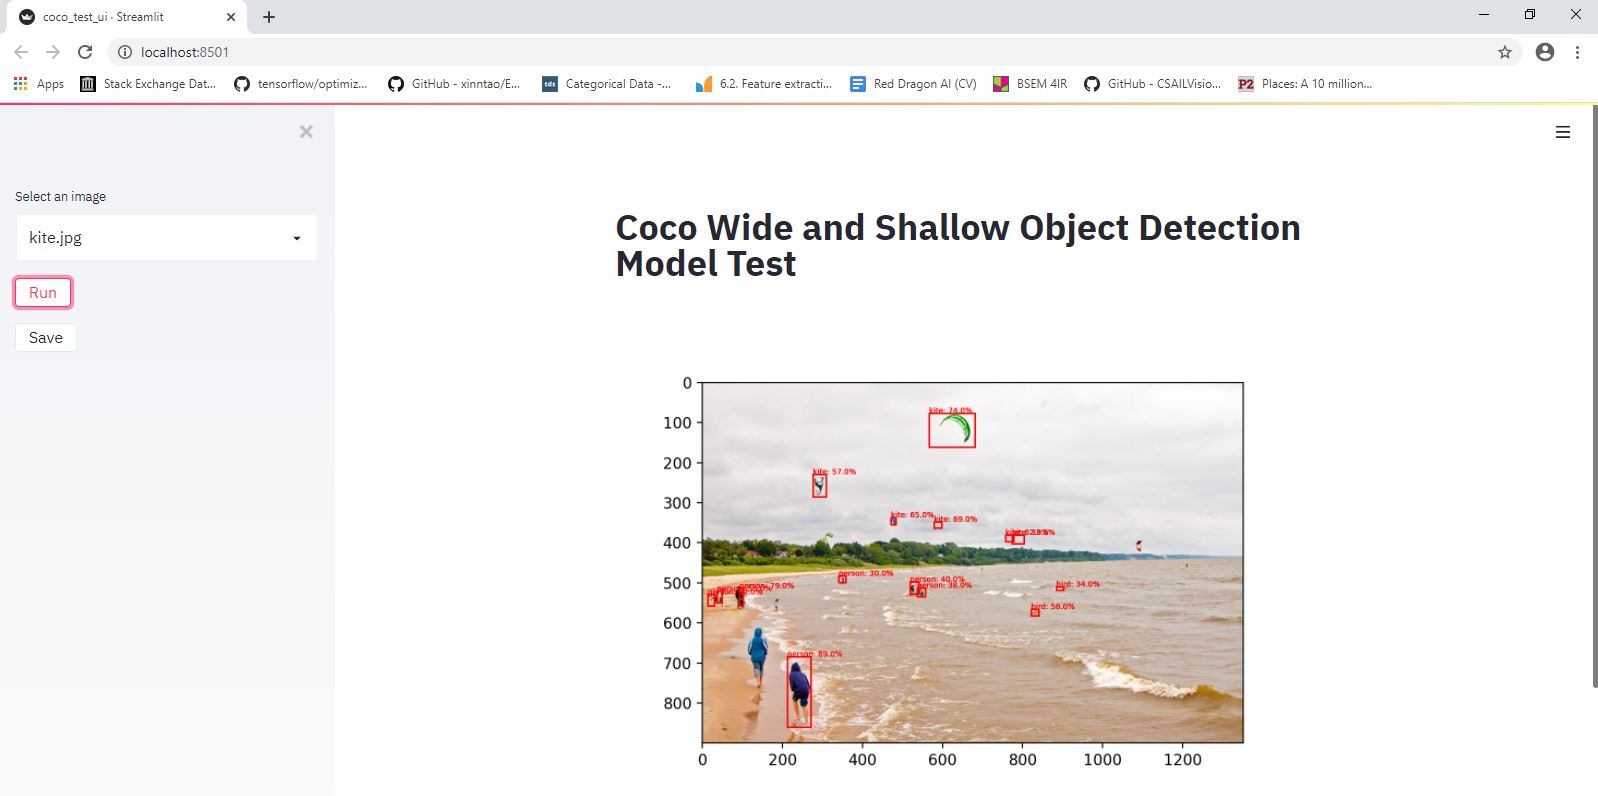 coco_test_ui · Streamlit
localhost:8501
Apps
Stack Exchange Dat...
tensorflow/optimiz...
GitHub - xinntao/E...
Categorical Data -...
6.2. Feature extracti...
Red Dragon AI (CV)
BSEM 4IR
GitHub - CSAILVisio...
P2
Places: A 10 million...
Select an image
kite.jpg
Run
Save
Coco Wide and Shallow Object Detection
Model Test
0
100
200
300
400
500
600
700
800
kite: 74.0%
kite: 57.0%
kite: 65.0%
kite: 69.0%
person: 30.0%
person: 40.0%
person: 38.0%
bird: 34.0%
bird: 56.0%
person: 79.0%
person: 89.0%
0
200
400
600
800
1000
1200